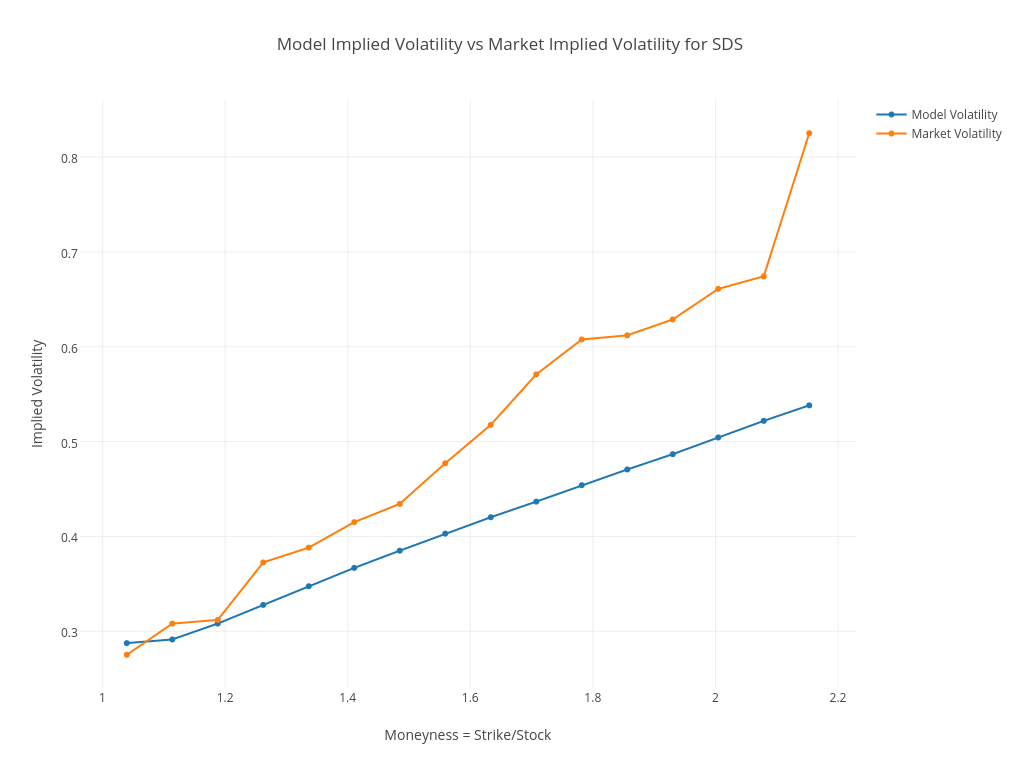 Model Implied Volatility vs Market Implied Volatility for SDS
Model Volatility
Market Volatility
Implied Volatility
0.8
0.7
0.6
0.5
0.4
0.3
1
1.2
1.4
1.6
1.8
2
2.2
Moneyness = Strike/Stock